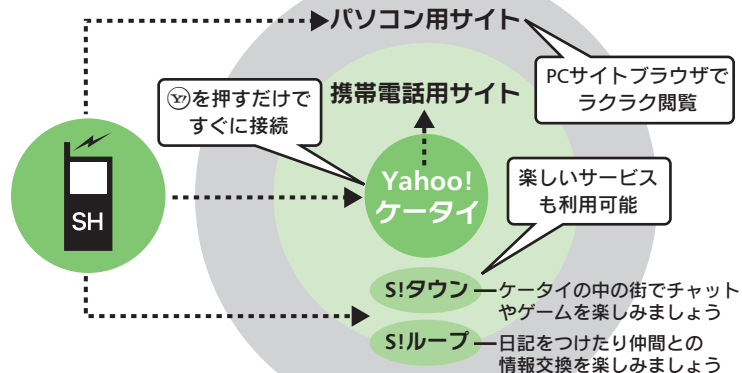 パソコン用サイト
PCサイトブラウザで
ラクラク閲覧
Y!を押すだけで
すぐに接続
携帯電話用サイト
Yahoo!
ケータイ
楽しいサービス
も利用可能
SH
S!タウン
ケータイの中の街でチャット
やゲームを楽しみましょう
S!ループ
日記をつけたり仲間との
情報交換を楽しみましょう